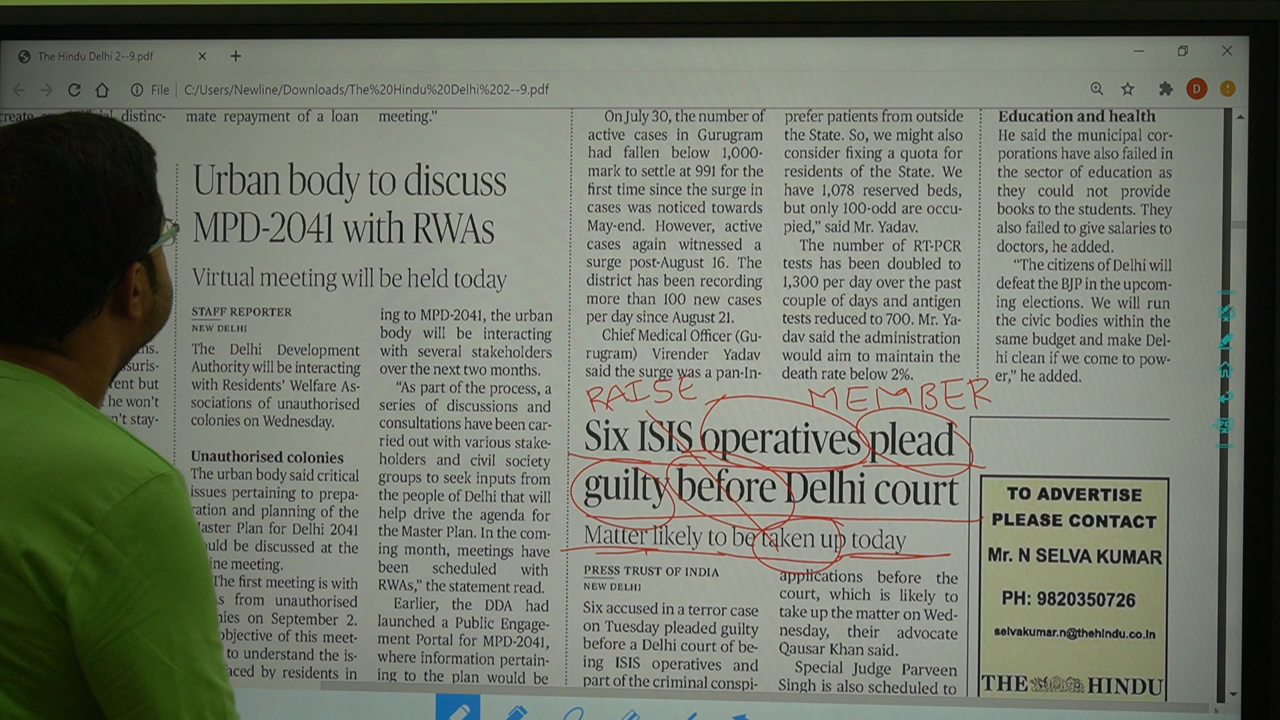 The Hindu Delhi 2--9.pdf
File
C:/Users/Newline/Downloads/The%20Hindu%20Delhi%202--9.pdf
D
distinc-
mate repayment of a loan
meeting."
Urban body to discuss
MPD-2041 with RWAs
Virtual meeting will be held today
STAFF REPORTER
NEW DELHI
The Delhi Development
Authority will be interacting
with Residents' Welfare As-
sociations of unauthorised
colonies on Wednesday.
Unauthorised colonies
The urban body said critical
issues pertaining to prepa-
ration and planning of the
Master Plan for Delhi 2041
would be discussed at the
meeting.
The first meeting is with
from unauthorised
on September 2.
objective of this meet-
to understand the is-
faced by residents in
he won't
ent but
n't stay-
ing to MPD-2041, the urban
body will be interacting
with several stakeholders
over the next two months.
"As part of the process, a
series of discussions and
consultations have been car-
ried out with various stake-
holders and civil society
groups to seek inputs from
the people of Delhi that will
help drive the agenda for
the Master Plan. In the com-
ing month, meetings have
been scheduled with
RWAs," the statement read.
Earlier, the DDA had
launched a Public Engage-
ment Portal for MPD-2041,
where information pertain-
ing to the plan would be
On July 30, the number of
active cases in Gurugram
had fallen below 1,000-
mark to settle at 991 for the
first time since the surge in
cases was noticed towards
May-end. However, active
cases again witnessed a
surge post-August 16. The
district has been recording
more than 100 new cases
per day since August 21.
Chief Medical Officer (Gu-
rugram) Virender Yadav
said the surge was a pan-In-
prefer patients from outside
the State. So, we might also
consider fixing a quota for
residents of the State. We
have 1,078 reserved beds,
but only 100-odd are occu-
pied," said Mr. Yadav.
The number of RT-PCR
tests has been doubled to
1,300 per day over the past
couple of days and antigen
tests reduced to 700. Mr. Ya-
dav said the administration
would aim to maintain the
death rate below 2%.
Education and health
He said the municipal cor-
porations have also failed in
the sector of education as
they could not provide
books to the students. They
also failed to give salaries to
doctors, he added.
"The citizens of Delhi will
defeat the BJP in the upcom-
ing elections. We will run
the civic bodies within the
same budget and make Del-
hi clean if we come to pow-
er," he added.
RAISE MEMBER
Six ISIS operatives plead
guilty before Delhi court
Matter likely to be taken up today
PRESS TRUST OF INDIA
NEW DELHI
Six accused in a terror case
on Tuesday pleaded guilty
before a Delhi court of be-
ing ISIS operatives and
part of the criminal conspi-
applications before the
court, which is likely to
take up the matter on Wed-
nesday, their advocate
Qausar Khan said.
Special Judge Parveen
Singh is also scheduled to
TO ADVERTISE
PLEASE CONTACT
Mr. N SELVA KUMAR
PH: 9820350726
selvakumar.n@thehindu.co.in
THE HINDU